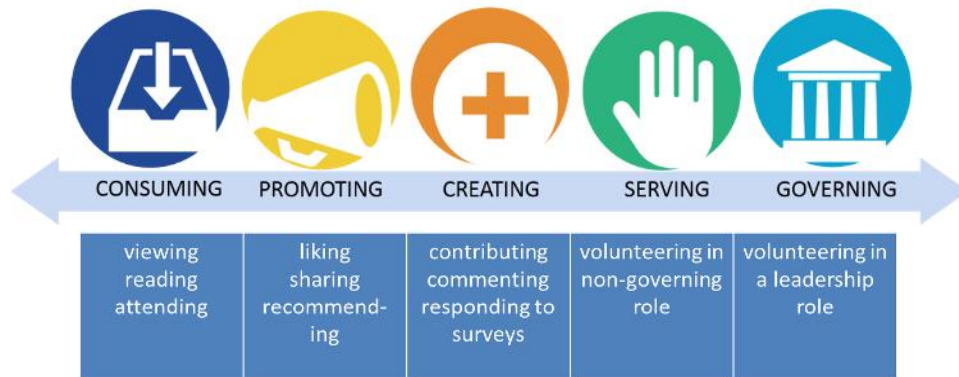 CONSUMING
PROMOTING
CREATING
SERVING
GOVERNING
viewing
reading
attending
liking
sharing
recommend-
ing
contributing
commenting
responding to
surveys
volunteering in
non-governing
role
volunteering in
a leadership
role